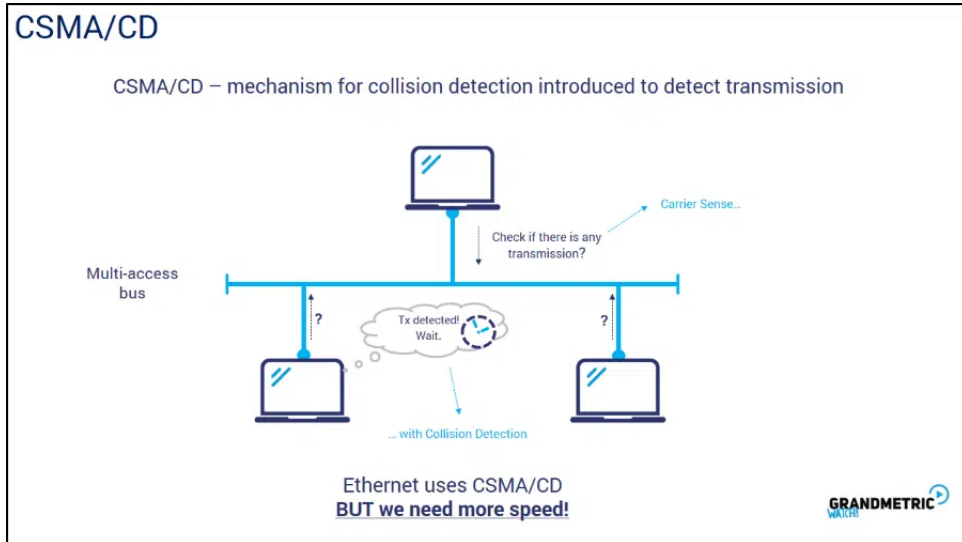 CSMA/CD
CSMA/CD – mechanism for collision detection introduced to detect transmission
Carrier Sense...
Check if there is any
transmission?
Multi-access
bus
?
Tx detected!
Wait.
?
... with Collision Detection
Ethernet uses CSMA/CD
BUT we need more speed!
GRANDMETRIC
WATCH!